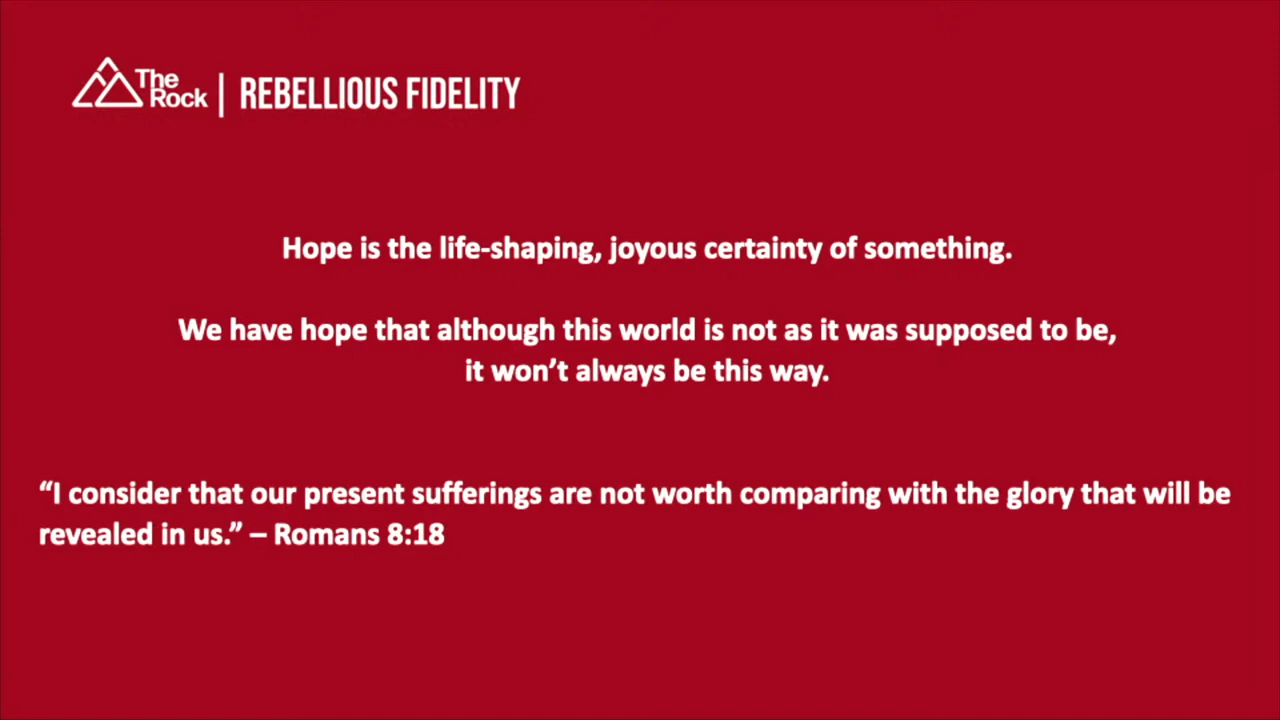 The
Rock | REBELLIOUS FIDELITY
Hope is the life-shaping, joyous certainty of something.
We have hope that although this world is not as it was supposed to be,
it won’t always be this way.
“I consider that our present sufferings are not worth comparing with the glory that will be
revealed in us.” – Romans 8:18